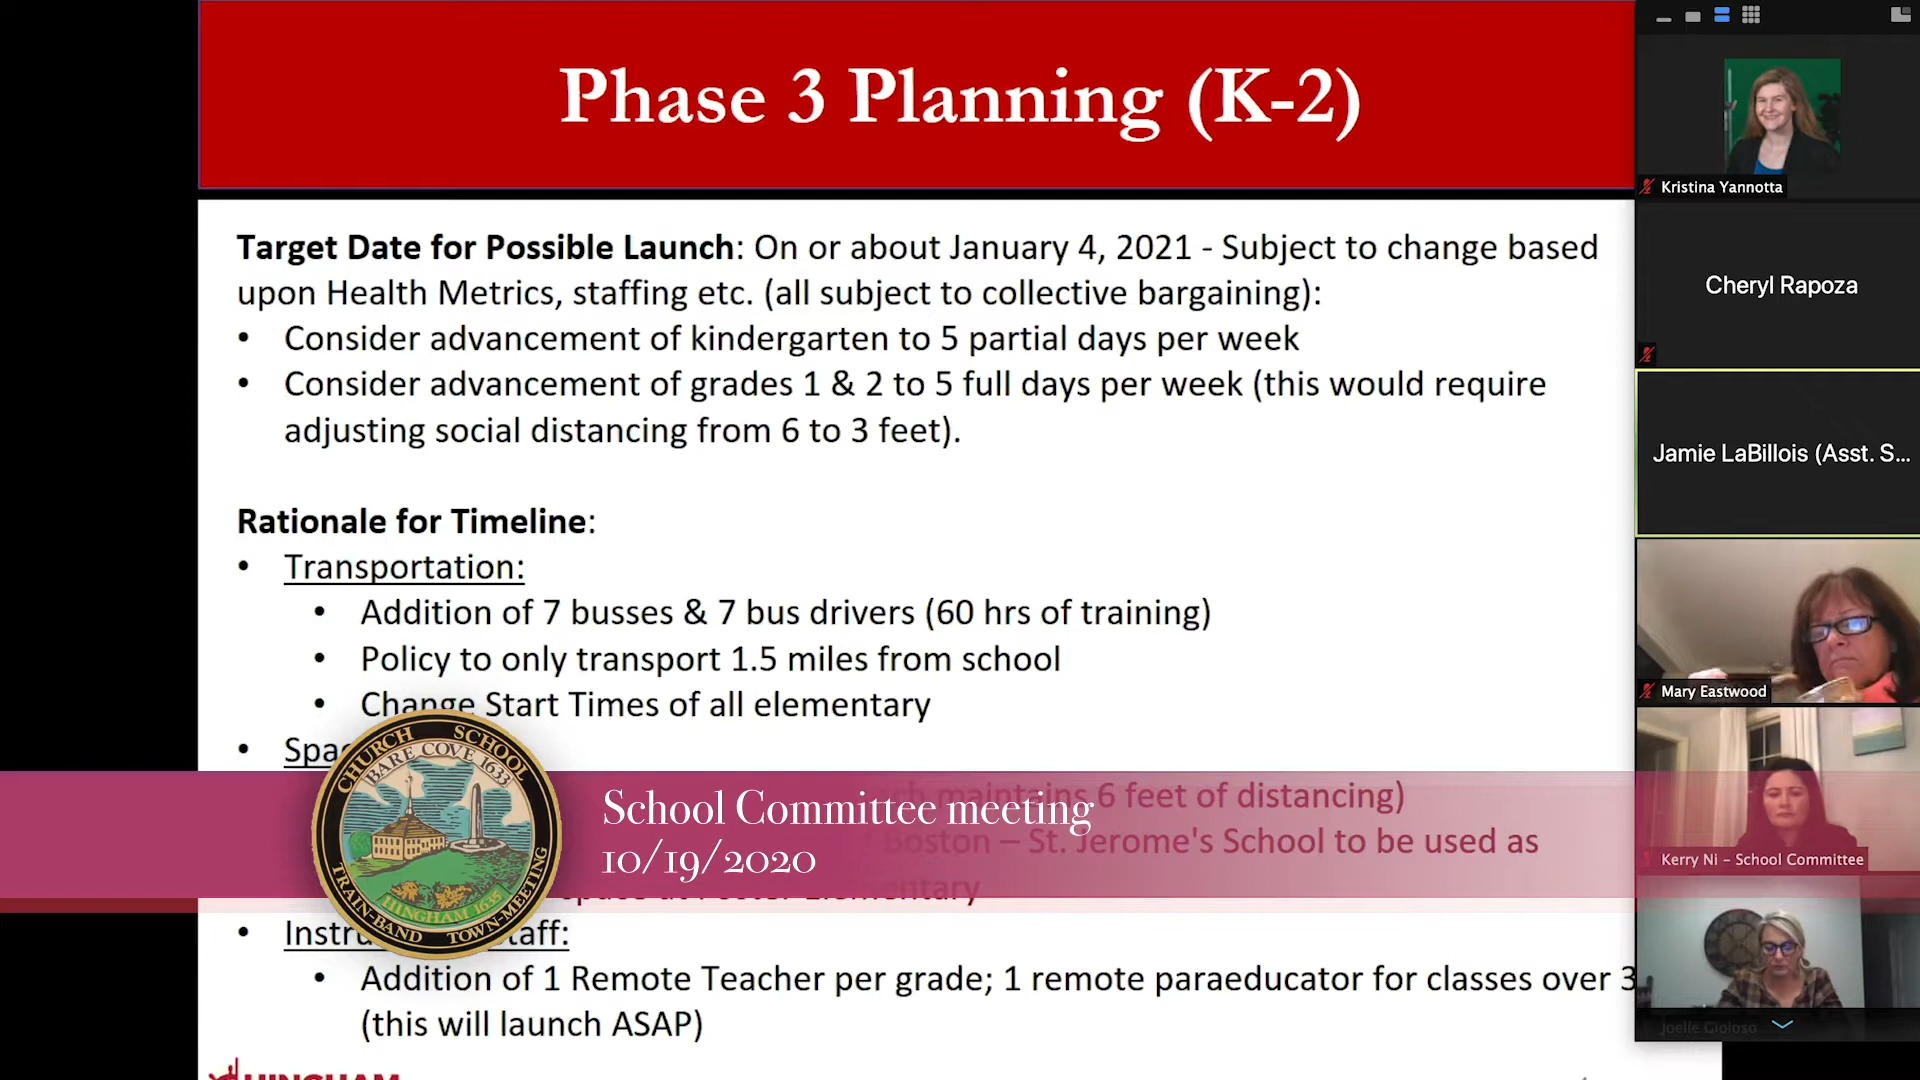 Phase 3 Planning (K-2)
Target Date for Possible Launch: On or about January 4, 2021 - Subject to change based
upon Health Metrics, staffing etc. (all subject to collective bargaining):
• Consider advancement of kindergarten to 5 partial days per week
• Consider advancement of grades 1 & 2 to 5 full days per week (this would require
adjusting social distancing from 6 to 3 feet).
Rationale for Timeline:
• Transportation:
• Addition of 7 busses & 7 bus drivers (60 hrs of training)
• Policy to only transport 1.5 miles from school
• Change Start Times of all elementary
•
maintains 6 feet of distancing)
Boston – St. Jerome's School to be used as
•
• Addition of 1 Remote Teacher per grade; 1 remote paraeducator for classes over
(this will launch ASAP)
HINGHAM
School Committee meeting
10/19/2020
CHURCH SCHOOL
BARE COVE 1633
HINGHAM 1635
TRAIN-BAND TOWN-MEETING
Kristina Yannotta
Cheryl Rapoza
Jamie LaBillois (Asst. S...
Mary Eastwood
Kerry Ni – School Committee
Joelle Gioloso